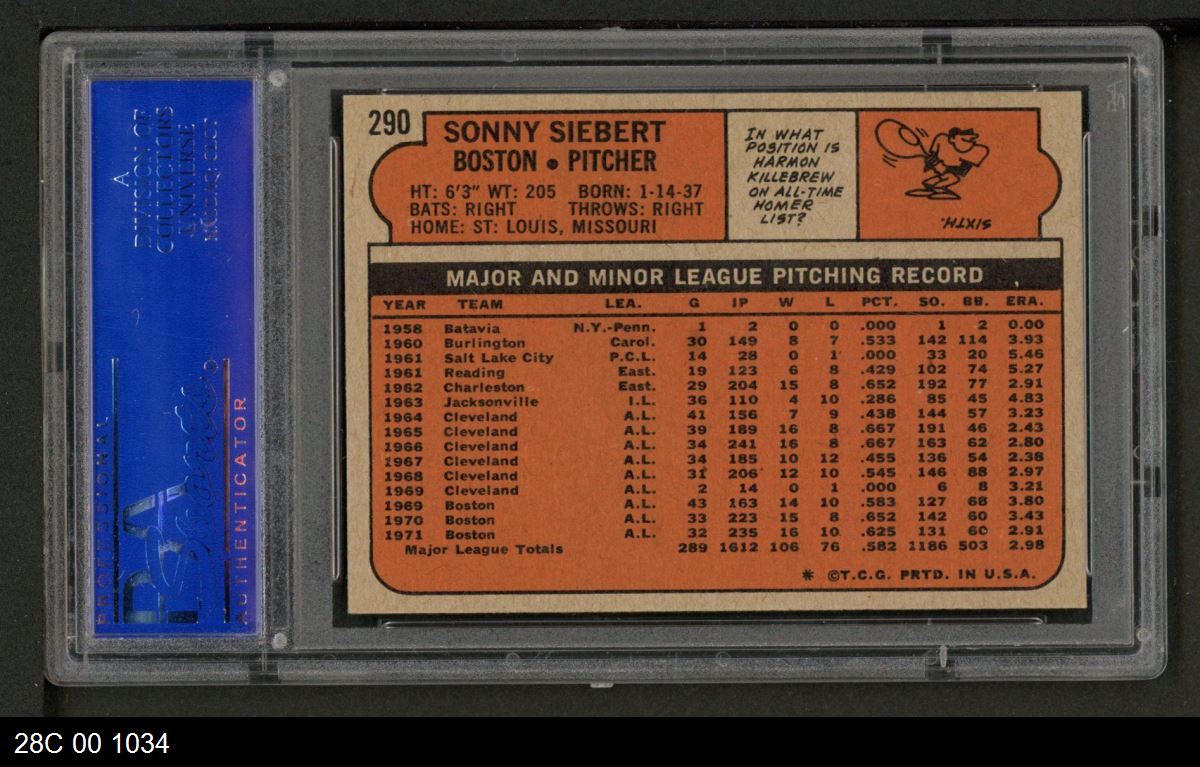 A
DIVISION OF
COLLECTORS
UNIVERSE
NASDAQ: CLCT
PROFESSIONAL
PSA
AUTHENTICATOR
290
SONNY SIEBERT
BOSTON • PITCHER
HT: 6'3" WT: 205 BORN: 1-14-37
BATS: RIGHT THROWS: RIGHT
HOME: ST: LOUIS, MISSOURI
IN WHAT
POSITION IS
HARMON
KILLEBREW
ON ALL-TIME
HOMER
LIST?
SIXTH.
MAJOR AND MINOR LEAGUE PITCHING RECORD
YEAR TEAM LEA. G IP W L PCT. SO. BB. ERA.
1958 Batavia N.Y.-Penn. 1 2 0 0 .000 1 2 0.00
1960 Burlington Carol. 30 149 8 7 .533 142 114 3.93
1961 Salt Lake City P.C.L. 14 28 0 1 .000 33 20 5.46
1961 Reading East. 19 123 6 8 .429 102 74 5.27
1962 Charleston East. 29 204 15 8 .652 192 77 2.91
1963 Jacksonville I.L. 36 110 4 10 .286 85 45 4.83
1964 Cleveland A.L. 41 156 7 9 .438 144 57 3.23
1965 Cleveland A.L. 39 189 16 8 .667 191 46 2.43
1966 Cleveland A.L. 34 241 16 8 .667 163 62 2.80
1967 Cleveland A.L. 34 185 10 12 .455 136 54 2.38
1968 Cleveland A.L. 31 206 12 10 .545 146 88 2.97
1969 Cleveland A.L. 2 14 0 1 .000 6 8 3.21
1969 Boston A.L. 43 163 14 10 .583 127 68 3.80
1970 Boston A.L. 33 223 15 8 .652 142 60 3.43
1971 Boston A.L. 32 235 16 10 .625 131 60 2.91
Major League Totals 289 1612 106 76 .582 1186 503 2.98
* ©T.C.G. PRTD. IN U.S.A.
28C 00 1034